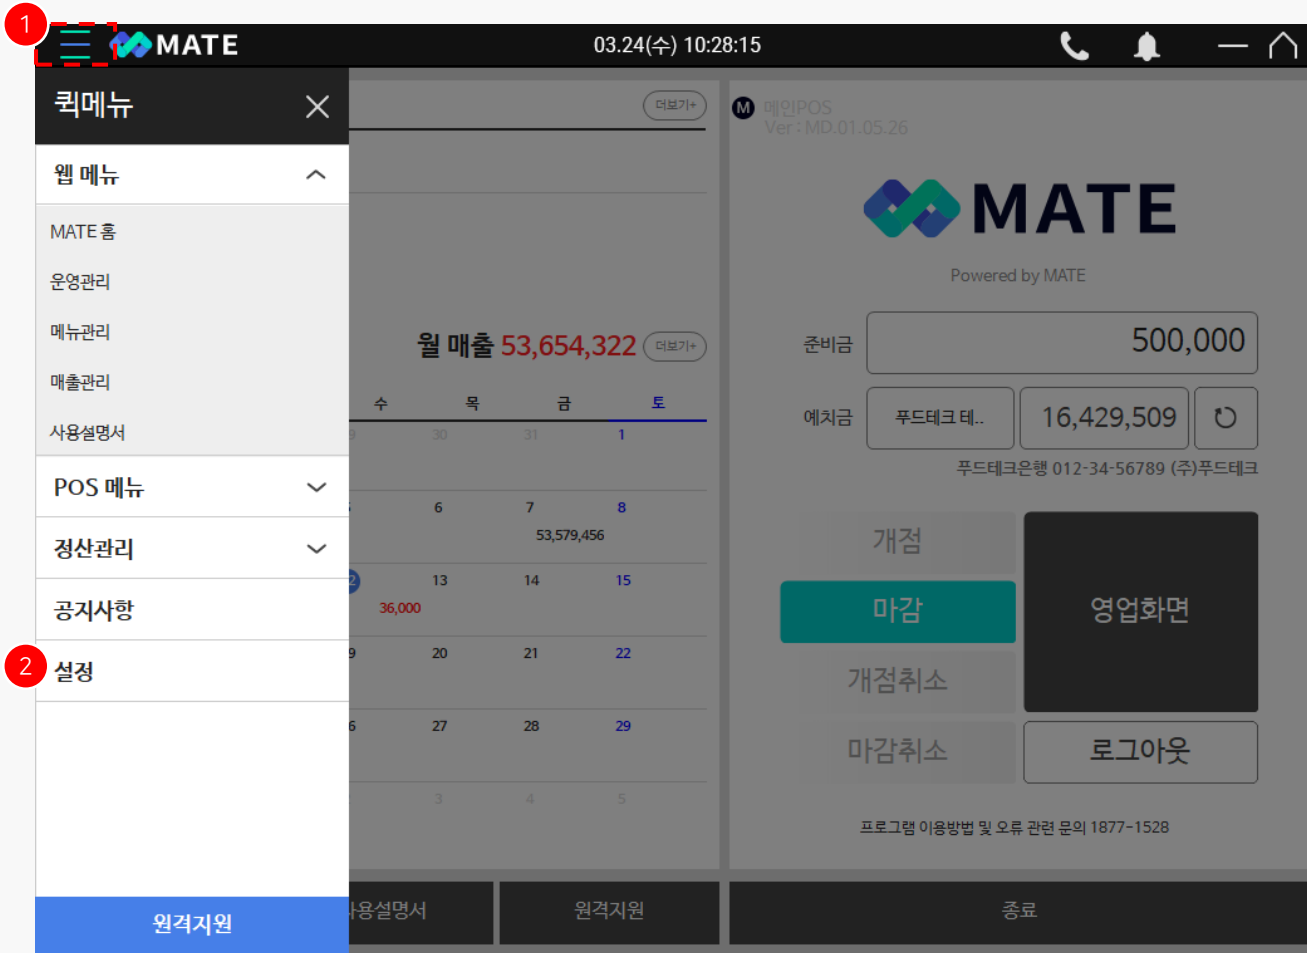 1
MATE
03.24(수) 10:28:15
퀵메뉴
웹 메뉴
MATE 홈
운영관리
메뉴관리
매출관리
사용설명서
POS 메뉴
정산관리
공지사항
2
설정
원격지원
더보기+
월 매출 53,654,322
더보기+
수 목 금 토
30 31 1
6 7 8
53,579,456
13 14 15
36,000
20 21 22
27 28 29
3 4 5
M 메인POS
Ver : MD.01.05.26
MATE
Powered by MATE
준비금 500,000
예치금 푸드테크 테.. 16,429,509
푸드테크은행 012-34-56789 (주)푸드테크
개점
마감
영업화면
개점취소
마감취소
로그아웃
프로그램 이용방법 및 오류 관련 문의 1877-1528
용설명서
원격지원
종료